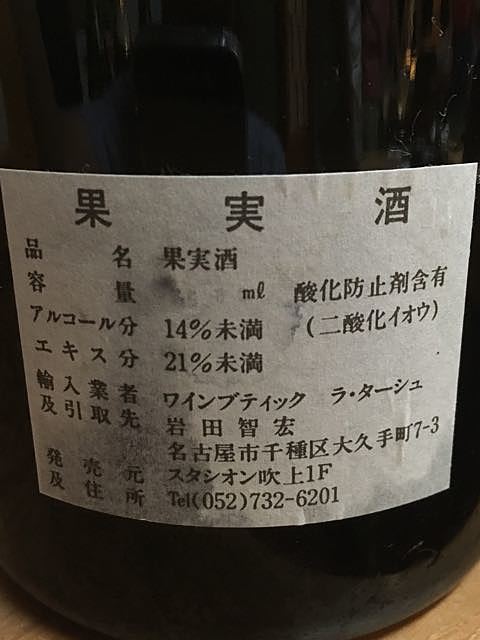 果実酒
品名 果実酒
容量 ml 酸化防止剤含有
アルコール分 14%未満 (二酸化イオウ)
エキス分 21%未満
輸入業者 ワインブティック ラ・ターシュ
及引取先 岩田智宏
名古屋市千種区大久手町7-3
発売元 スタシオン吹上1F
及住所 Tel(052)732-6201